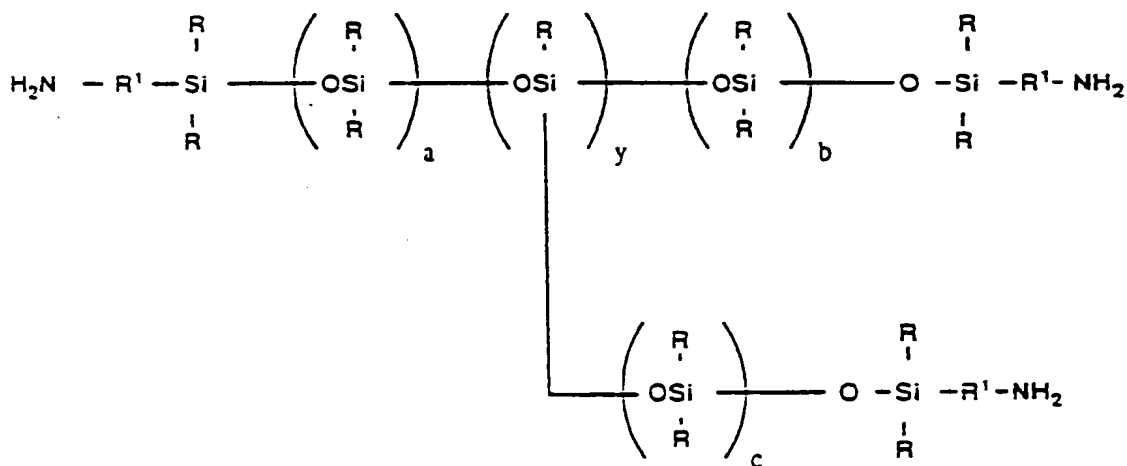 R R R R R
H₂N - R¹ - Si - (OSi)a - (OSi)y - (OSi)b - O - Si - R¹ - NH₂
R R R R
R R
(OSi)c - O - Si - R¹ - NH₂
R R